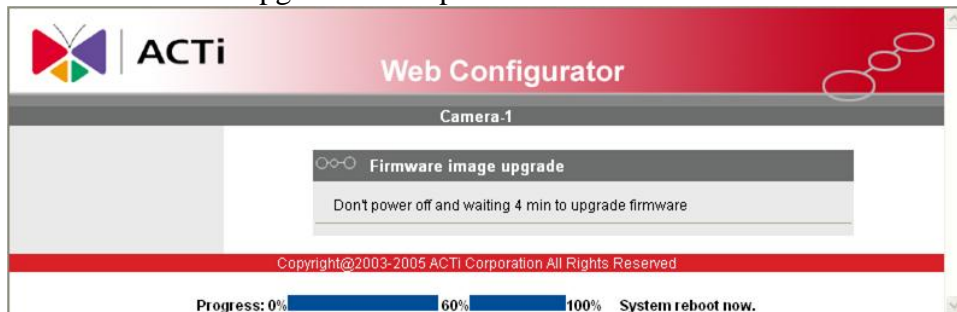 ACTi
Web Configurator
Camera-1
Firmware image upgrade
Don't power off and waiting 4 min to upgrade firmware
Copyright@2003-2005 ACTi Corporation All Rights Reserved
Progress: 0% 60% 100% System reboot now.